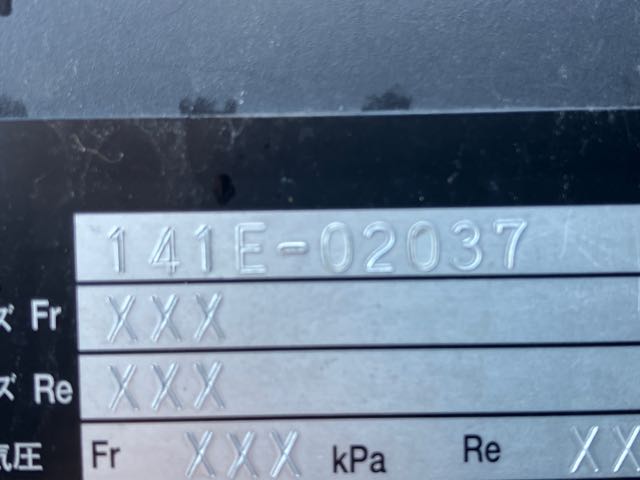 141E-02037
ズ Fr XXX
ズ Re XXX
気圧 Fr XXX kPa Re XX